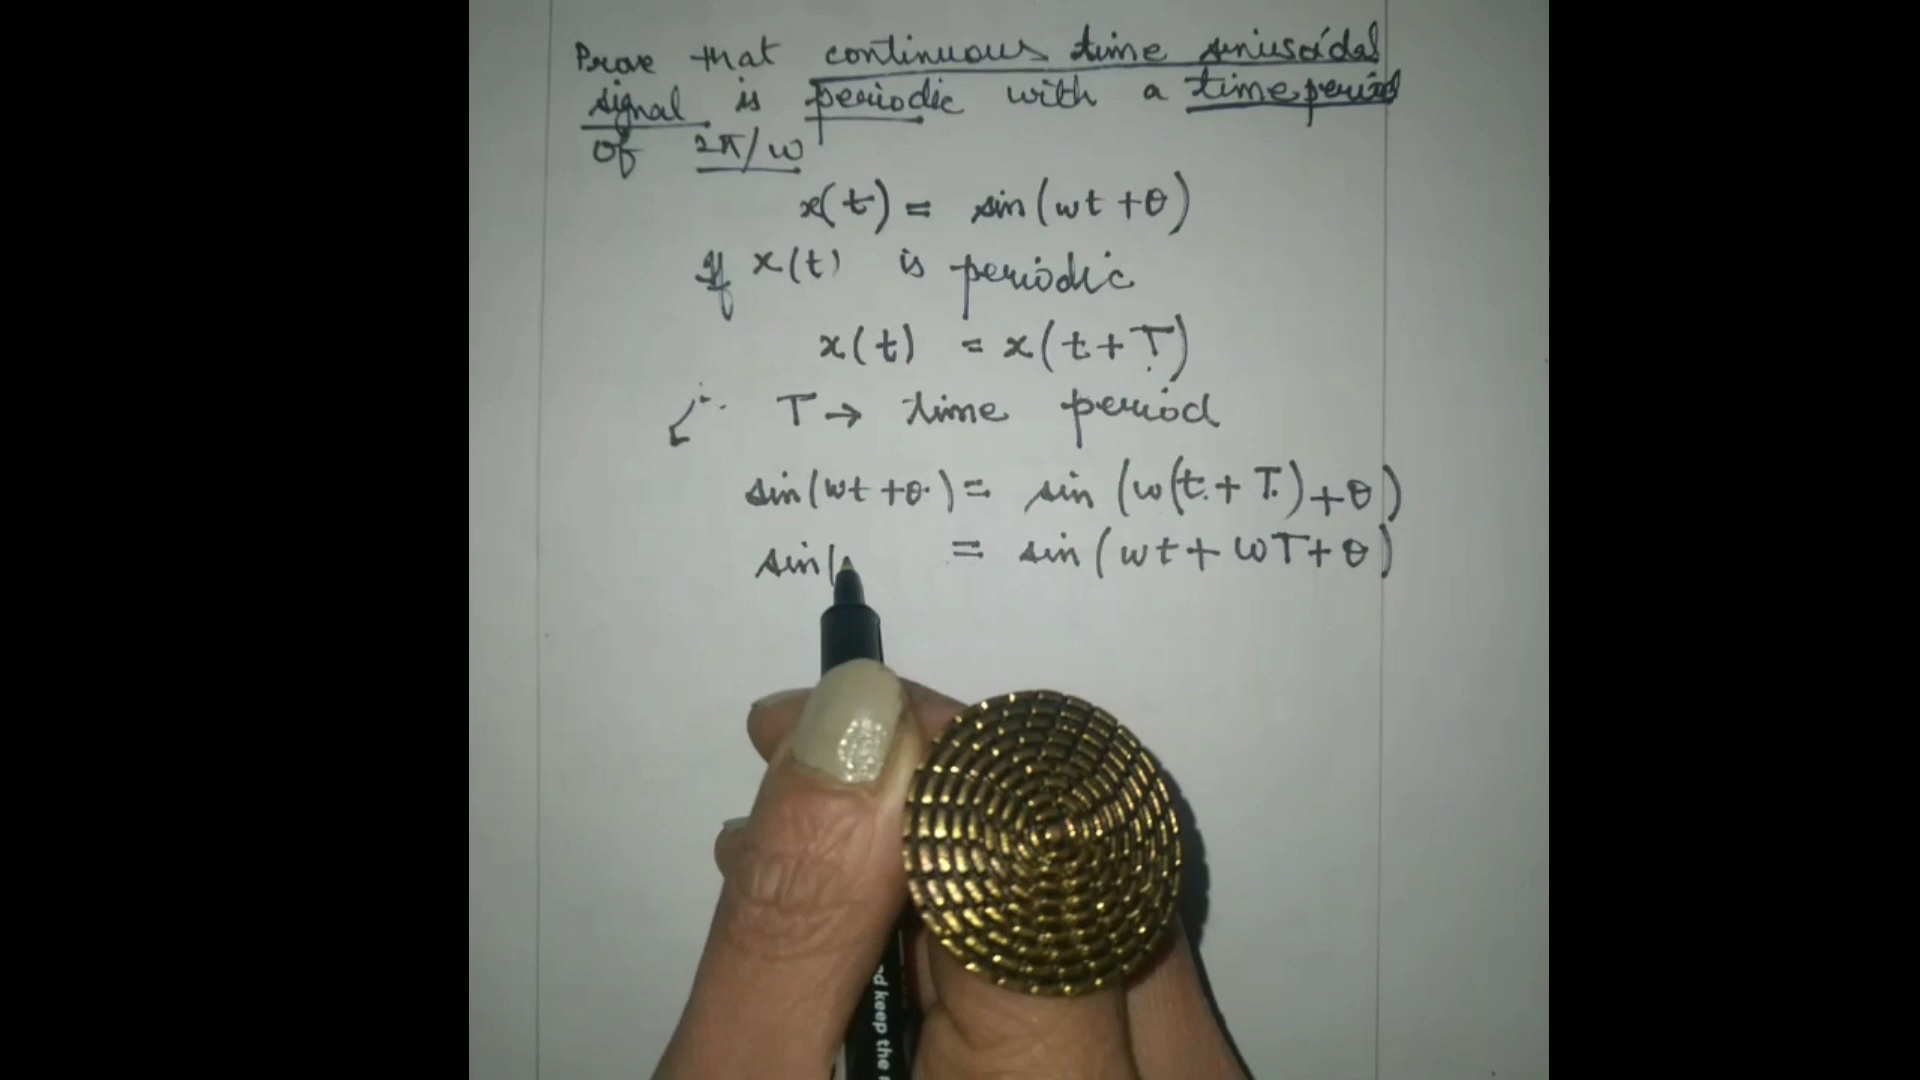 Prove that continuous time sinusoidal
signal is periodic with a time period
of 2π/ω
x(t) = sin(ωt + θ)
If x(t) is periodic
x(t) = x(t + T)
T → time period
sin(ωt + θ) = sin(ω(t + T) + θ)
sin( = sin(ωt + ωT + θ)
d keep the